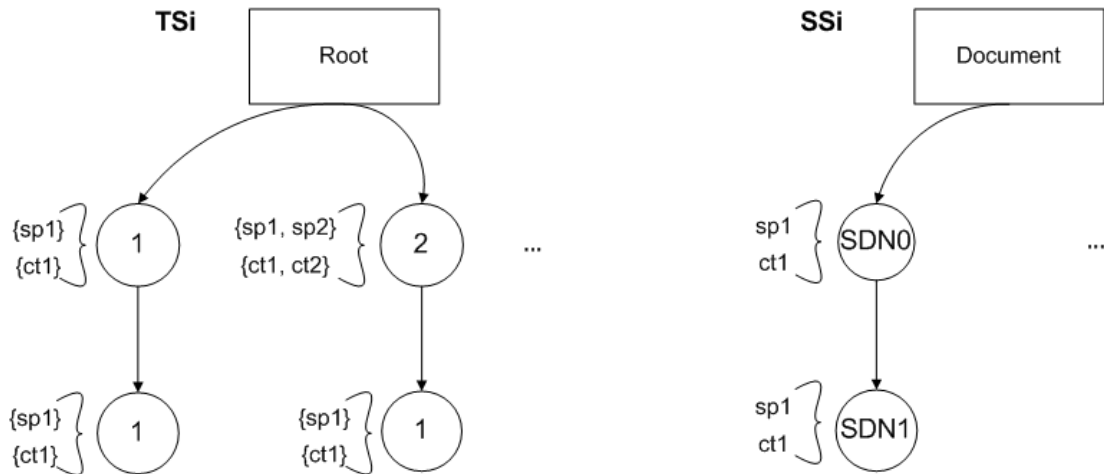 TSi
Root
SSi
Document
{sp1}
{ct1}
1
{sp1, sp2}
{ct1, ct2}
2
...
sp1
ct1
SDN0
...
{sp1}
{ct1}
1
{sp1}
{ct1}
1
sp1
ct1
SDN1